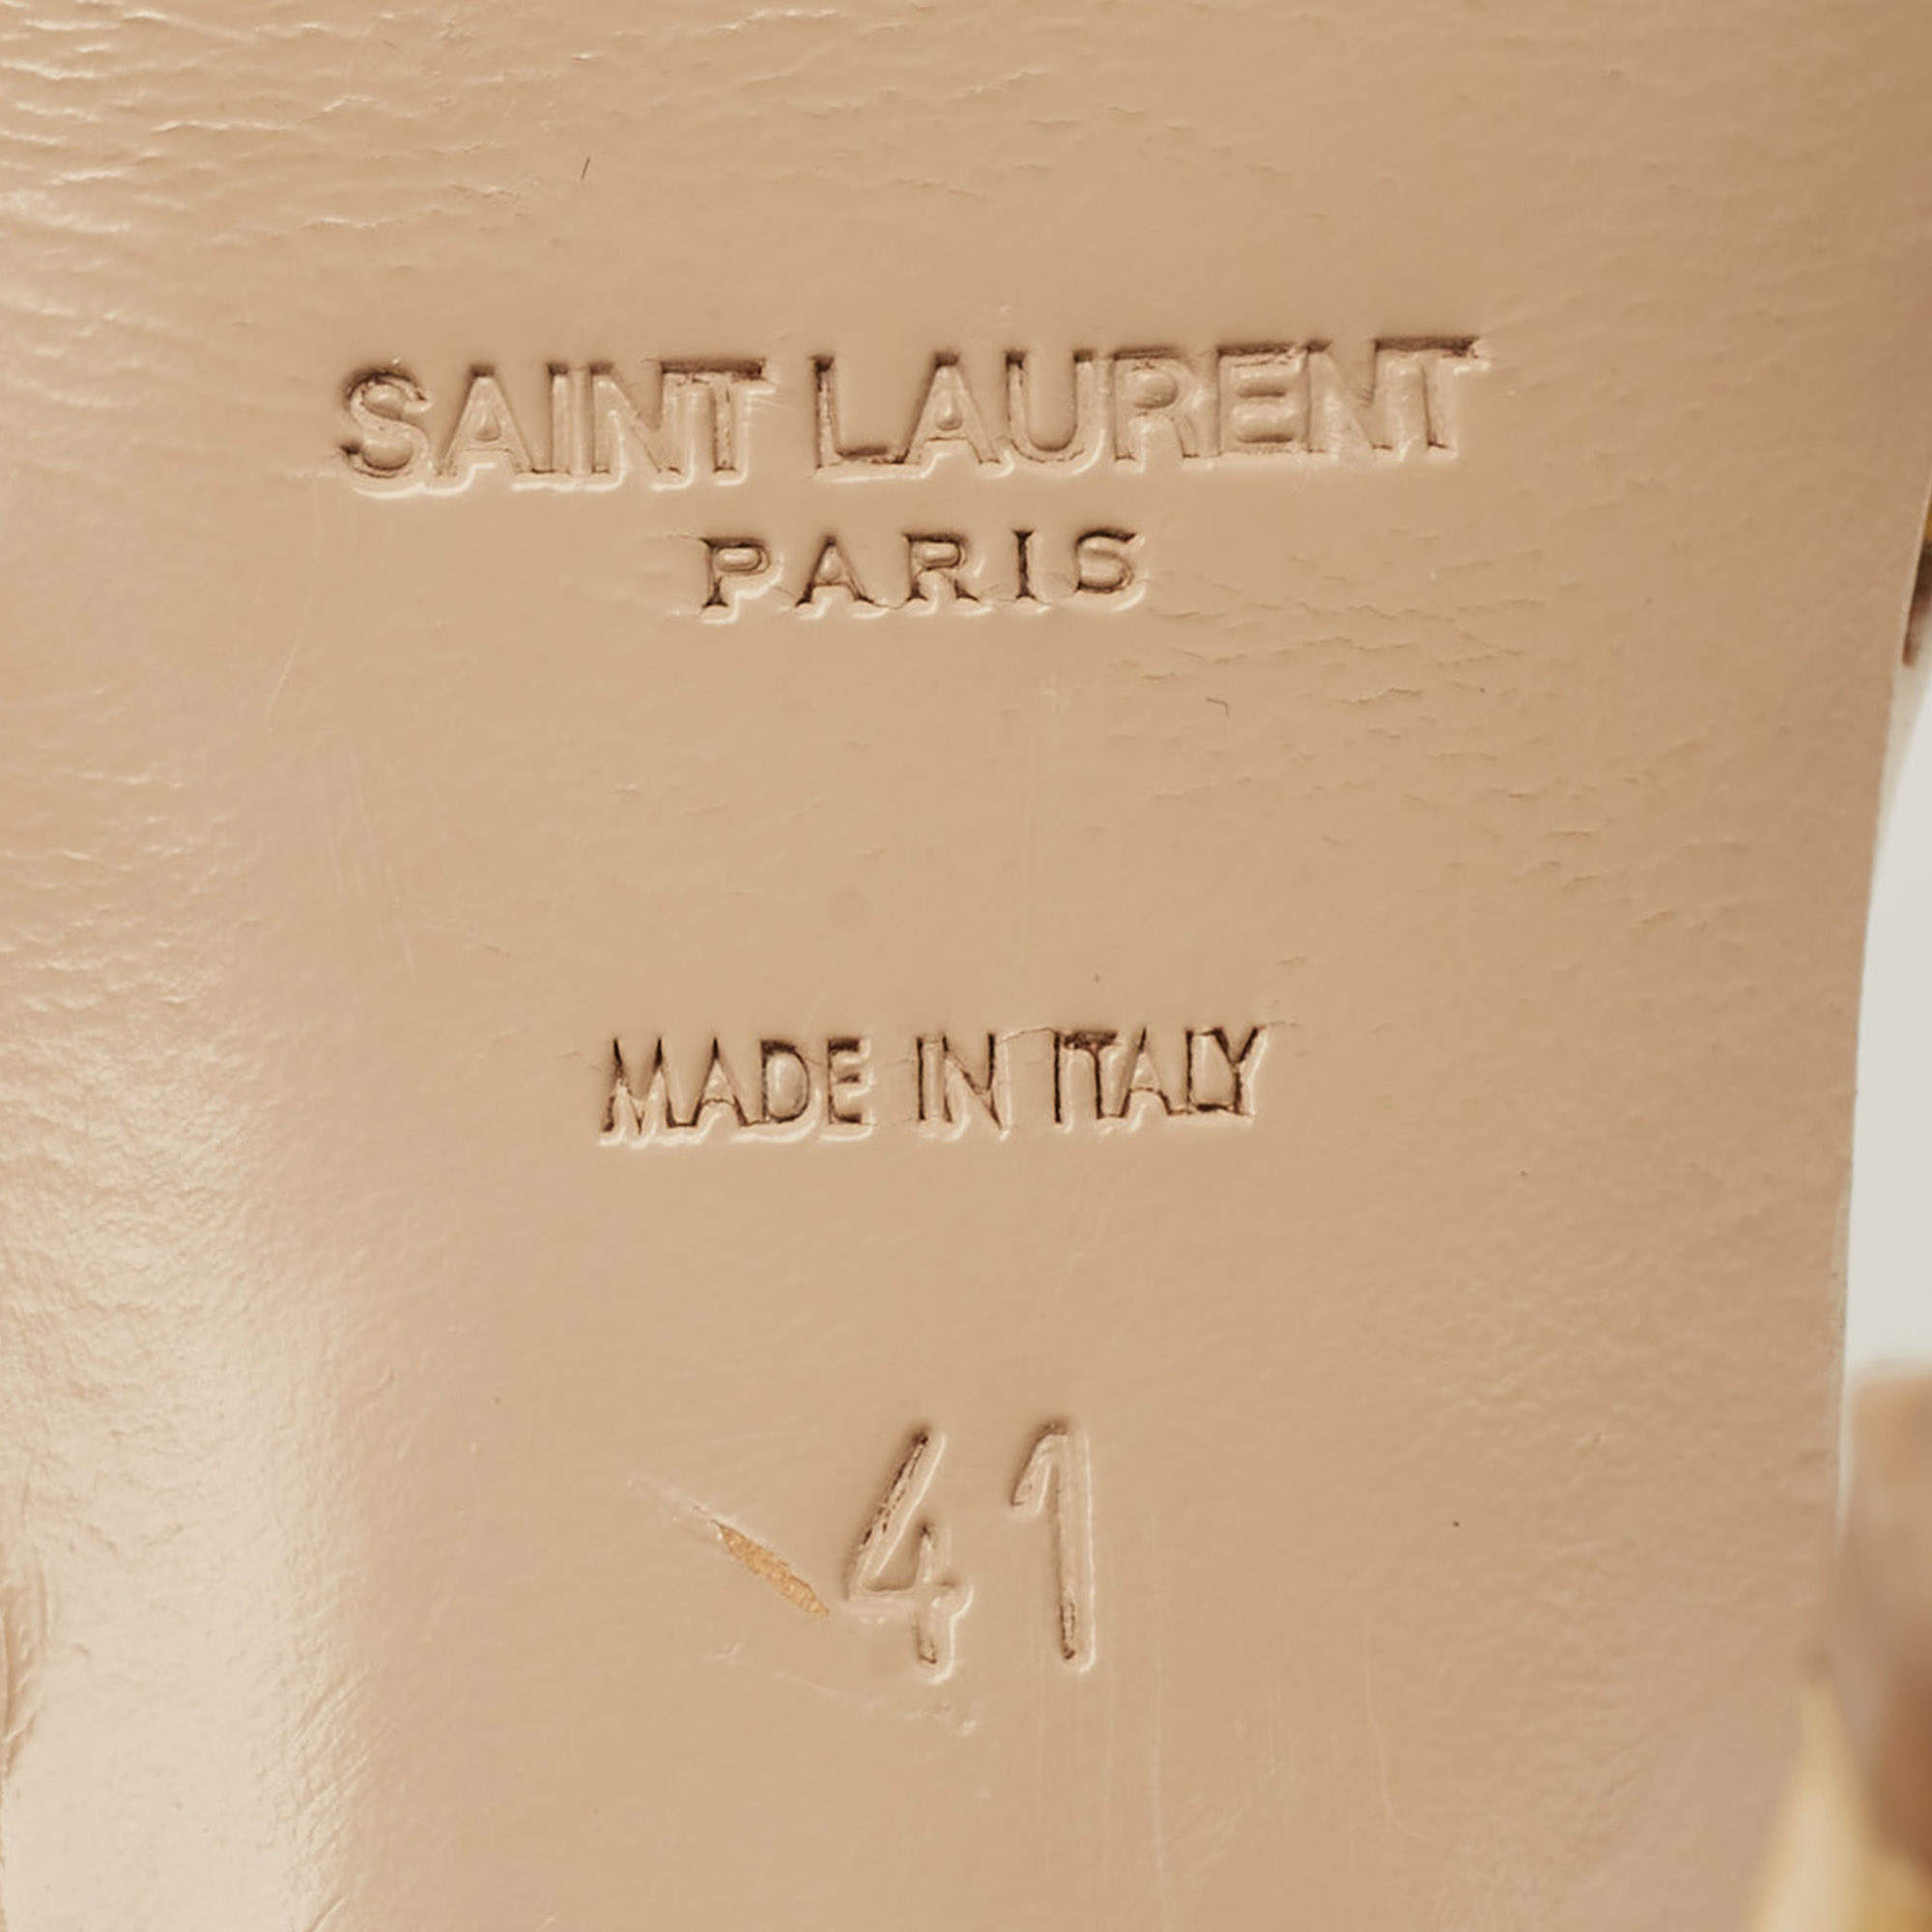 SAINT LAURENT
PARIS
MADE IN ITALY
41